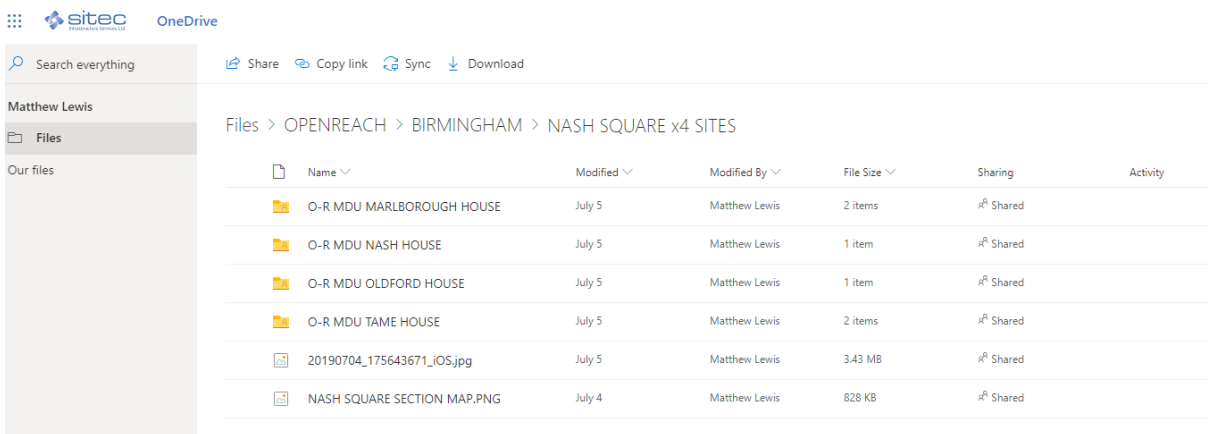 sitec
Infrastructure Services Ltd
OneDrive
Search everything
Share Copy link Sync Download
Matthew Lewis
Files
Our files
Files > OPENREACH > BIRMINGHAM > NASH SQUARE x4 SITES
Name Modified Modified By File Size Sharing Activity
O-R MDU MARLBOROUGH HOUSE July 5 Matthew Lewis 2 items Shared
O-R MDU NASH HOUSE July 5 Matthew Lewis 1 item Shared
O-R MDU OLDFORD HOUSE July 5 Matthew Lewis 1 item Shared
O-R MDU TAME HOUSE July 5 Matthew Lewis 2 items Shared
20190704_175643671_iOS.jpg July 5 Matthew Lewis 3.43 MB Shared
NASH SQUARE SECTION MAP.PNG July 4 Matthew Lewis 828 KB Shared